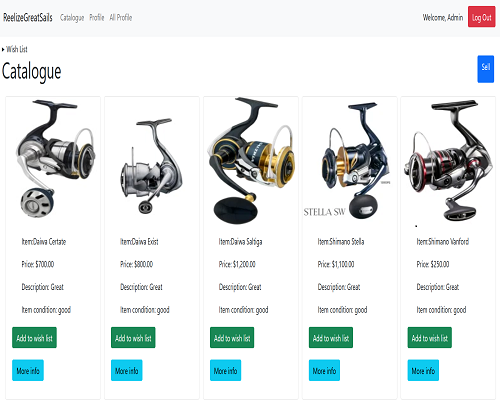 ReelizeGreatSails Catalogue Profile All Profile Welcome, Admin Log Out
Wish List
Catalogue Sell
STELLA SW
Item:Daiwa Certate Item:Daiwa Exist Item:Daiwa Saltiga Item:Shimano Stella Item:Shimano Vanford
Price: $700.00 Price: $800.00 Price: $1,200.00 Price: $1,100.00 Price: $250.00
Description: Great Description: Great Description: Great Description: Great Description: Great
Item condition: good Item condition: good Item condition: good Item condition: good Item condition: good
Add to wish list Add to wish list Add to wish list Add to wish list Add to wish list
More info More info More info More info More info